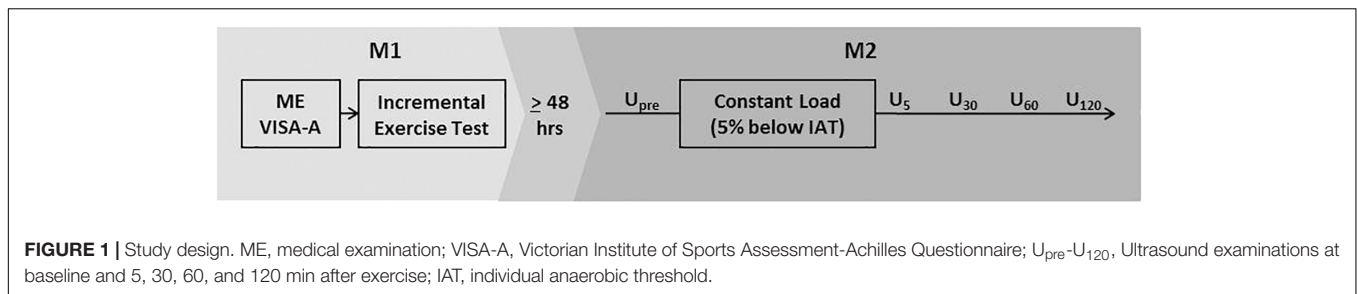 M1
M2
ME
VISA-A
Incremental
Exercise Test
≥ 48
hrs
Upre
Constant Load
(5% below IAT)
U5
U30
U60
U120
FIGURE 1 | Study design. ME, medical examination; VISA-A, Victorian Institute of Sports Assessment-Achilles Questionnaire; Upre-U120, Ultrasound examinations at
baseline and 5, 30, 60, and 120 min after exercise; IAT, individual anaerobic threshold.